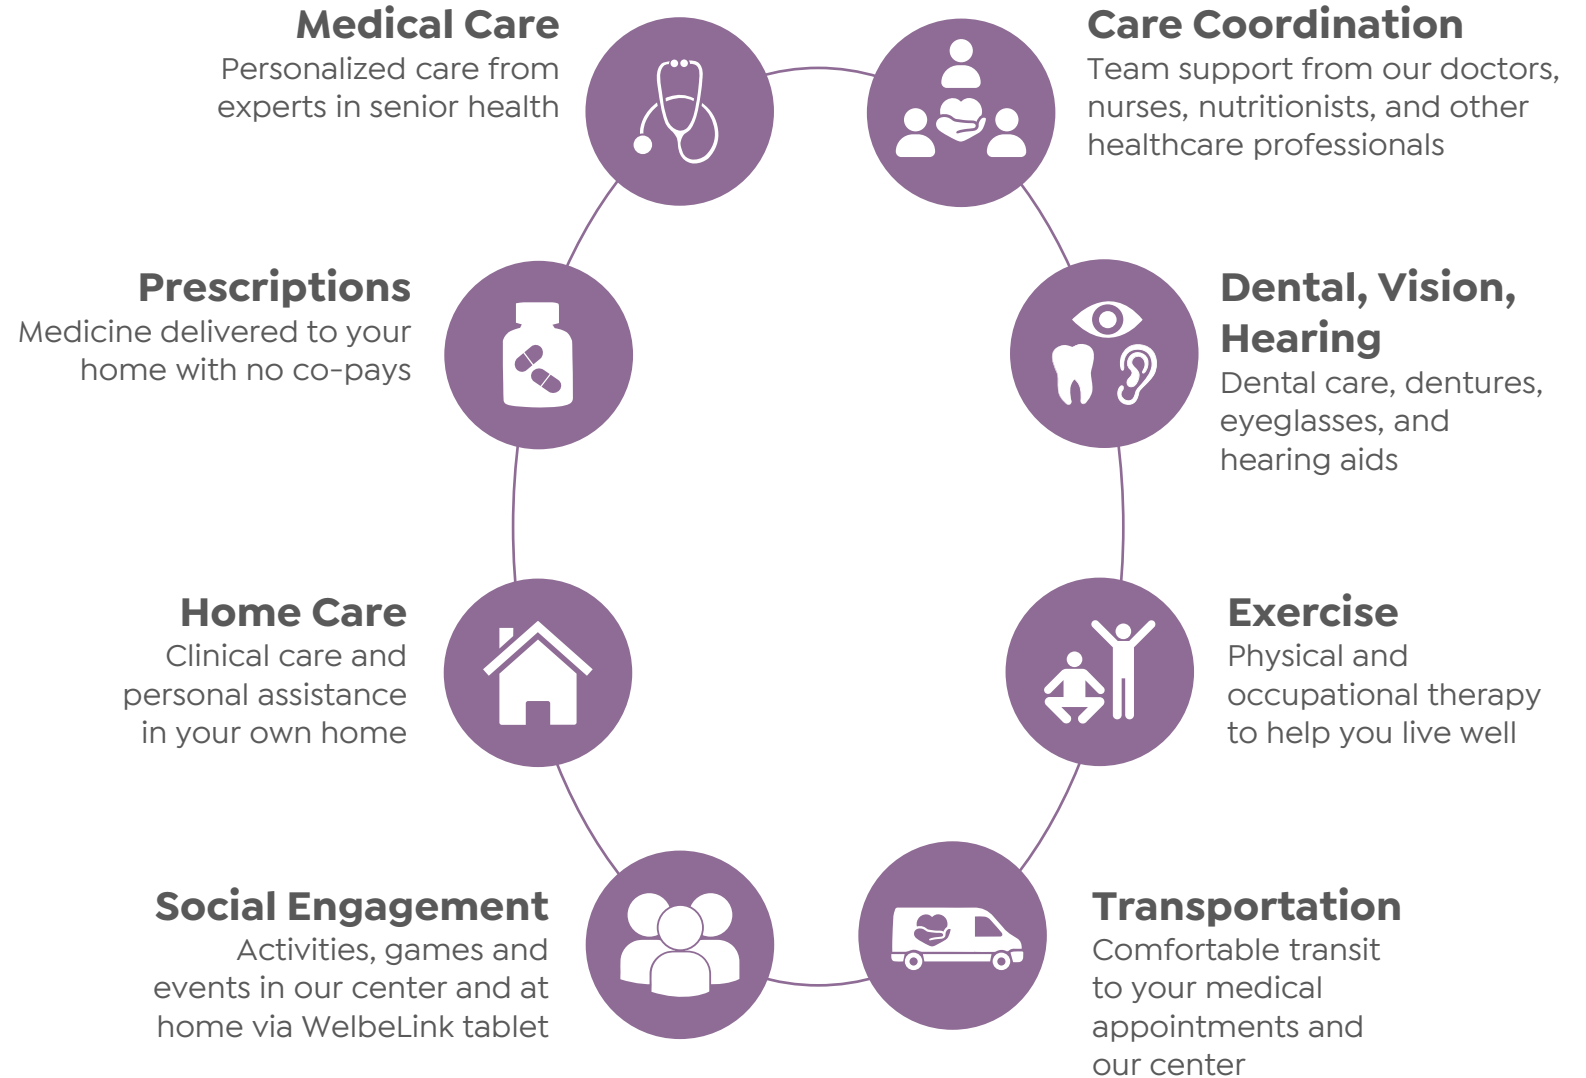 Medical Care
Personalized care from
experts in senior health
Care Coordination
Team support from our doctors,
nurses, nutritionists, and other
healthcare professionals
Prescriptions
Medicine delivered to your
home with no co-pays
Dental, Vision,
Hearing
Dental care, dentures,
eyeglasses, and
hearing aids
Home Care
Clinical care and
personal assistance
in your own home
Exercise
Physical and
occupational therapy
to help you live well
Social Engagement
Activities, games and
events in our center and at
home via WelbeLink tablet
Transportation
Comfortable transit
to your medical
appointments and
our center